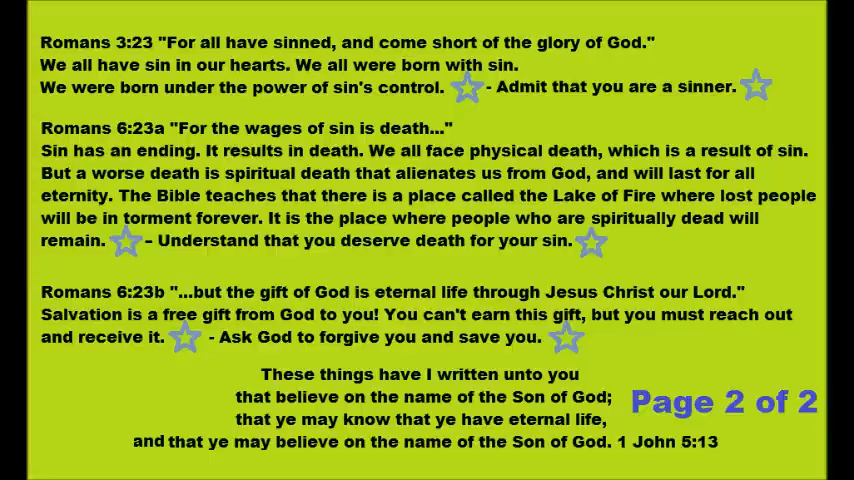 Romans 3:23 "For all have sinned, and come short of the glory of God."
We all have sin in our hearts. We all were born with sin.
We were born under the power of sin's control. - Admit that you are a sinner.
Romans 6:23a "For the wages of sin is death..."
Sin has an ending. It results in death. We all face physical death, which is a result of sin.
But a worse death is spiritual death that alienates us from God, and will last for all
eternity. The Bible teaches that there is a place called the Lake of Fire where lost people
will be in torment forever. It is the place where people who are spiritually dead will
remain. – Understand that you deserve death for your sin.
Romans 6:23b "...but the gift of God is eternal life through Jesus Christ our Lord."
Salvation is a free gift from God to you! You can't earn this gift, but you must reach out
and receive it. - Ask God to forgive you and save you.
These things have I written unto you
that believe on the name of the Son of God;
that ye may know that ye have eternal life,
and that ye may believe on the name of the Son of God. 1 John 5:13
Page 2 of 2